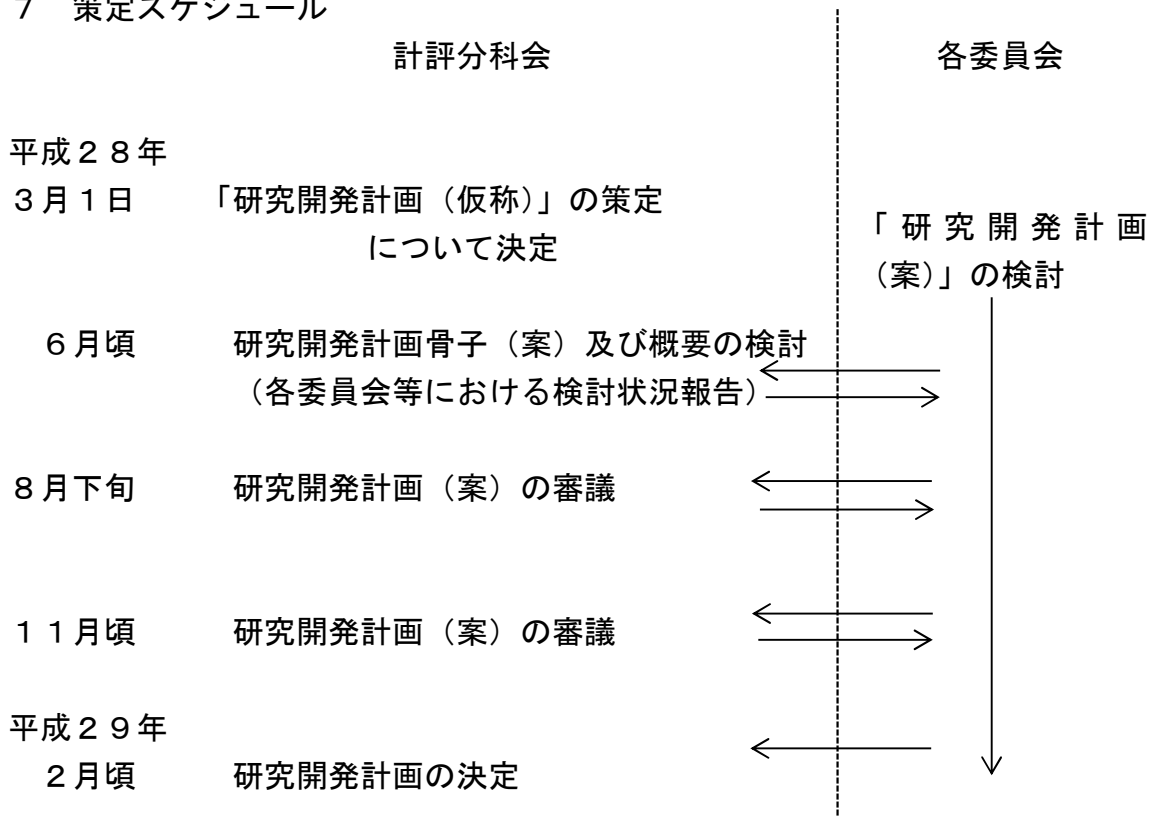 ７　策定スケジュール
計評分科会
各委員会
平成２８年
３月１日　「研究開発計画（仮称）」の策定
について決定
「研究開発計画
（案）」の検討
６月頃　研究開発計画骨子（案）及び概要の検討
（各委員会等における検討状況報告）
８月下旬　研究開発計画（案）の審議
１１月頃　研究開発計画（案）の審議
平成２９年
２月頃　研究開発計画の決定